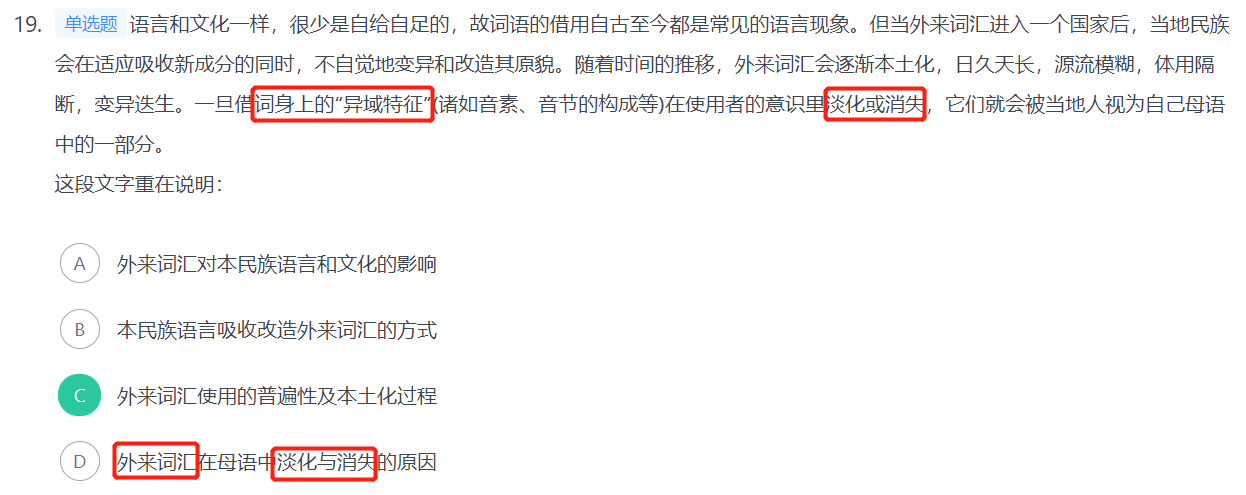 19. 单选题 语言和文化一样，很少是自给自足的，故词语的借用自古至今都是常见的语言现象。但当外来词汇进入一个国家后，当地民族
会在适应吸收新成分的同时，不自觉地变异和改造其原貌。随着时间的推移，外来词汇会逐渐本土化，日久天长，源流模糊，体用隔
断，变异迭生。一旦借词身上的“异域特征”(诸如音素、音节的构成等)在使用者的意识里淡化或消失，它们就会被当地人视为自己母语
中的一部分。
这段文字重在说明：
A 外来词汇对本民族语言和文化的影响
B 本民族语言吸收改造外来词汇的方式
C 外来词汇使用的普遍性及本土化过程
D 外来词汇在母语中淡化与消失的原因